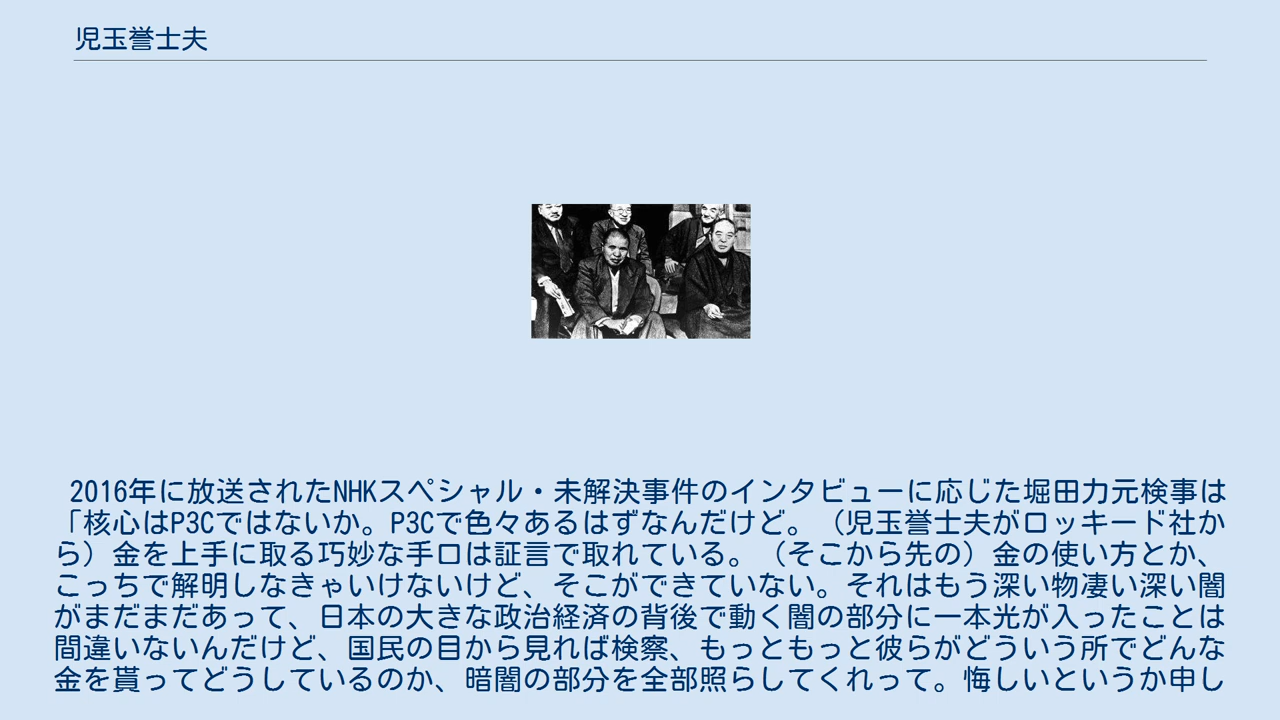 児玉誉士夫
2016年に放送されたNHKスペシャル・未解決事件のインタビューに応じた堀田力元検事は
「核心はP3Cではないか。P3Cで色々あるはずなんだけど。（児玉誉士夫がロッキード社か
ら）金を上手に取る巧妙な手口は証言で取れている。（そこから先の）金の使い方とか、
こっちで解明しなきゃいけないけど、そこができていない。それはもう深い物凄い深い闇
がまだまだあって、日本の大きな政治経済の背後で動く闇の部分に一本光が入ったことは
間違いないんだけど、国民の目から見れば検察、もっともっと彼らがどういう所でどんな
金を貰ってどうしているのか、暗闇の部分を全部照らしてくれって。悔しいというか申し